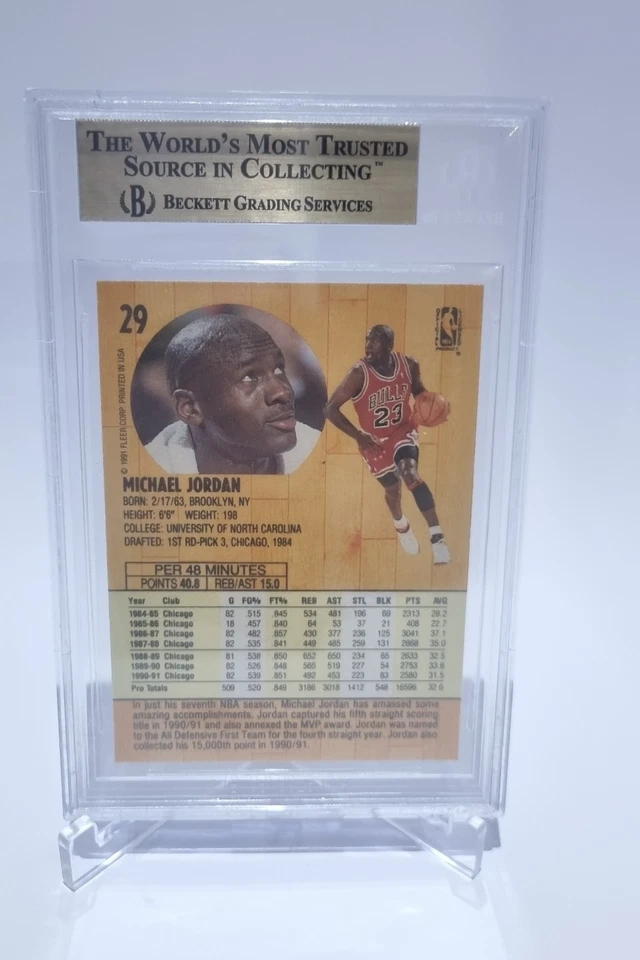 THE WORLD'S MOST TRUSTED
SOURCE IN COLLECTING™
B BECKETT GRADING SERVICES
29
© 1991 FLEER CORP. PRINTED IN USA
NBA
BULLS
23
MICHAEL JORDAN
BORN: 2/17/63, BROOKLYN, NY
HEIGHT: 6'6" WEIGHT: 198
COLLEGE: UNIVERSITY OF NORTH CAROLINA
DRAFTED: 1ST RD-PICK 3, CHICAGO, 1984
PER 48 MINUTES
POINTS 40.8 REB/AST 15.0
Year Club G FG% FT% REB AST STL BLK PTS AVG
1984-85 Chicago 82 .515 .845 534 481 196 69 2313 28.2
1985-86 Chicago 18 .457 .840 64 53 37 21 408 22.7
1986-87 Chicago 82 .482 .857 430 377 236 125 3041 37.1
1987-88 Chicago 82 .535 .841 449 485 259 131 2868 35.0
1988-89 Chicago 81 .538 .850 652 650 234 65 2633 32.5
1989-90 Chicago 82 .526 .848 565 519 227 54 2753 33.6
1990-91 Chicago 82 .539 .851 492 453 223 83 2580 31.5
Pro Totals 509 .520 .849 3186 3018 1412 548 16596 32.6
In just his seventh NBA season, Michael Jordan has amassed some
amazing accomplishments. Jordan captured his fifth straight scoring
title in 1990/91 and also annexed the MVP award. Jordan was named
to the All Defensive First Team for the fourth straight year. Jordan also
collected his 15,000th point in 1990/91.